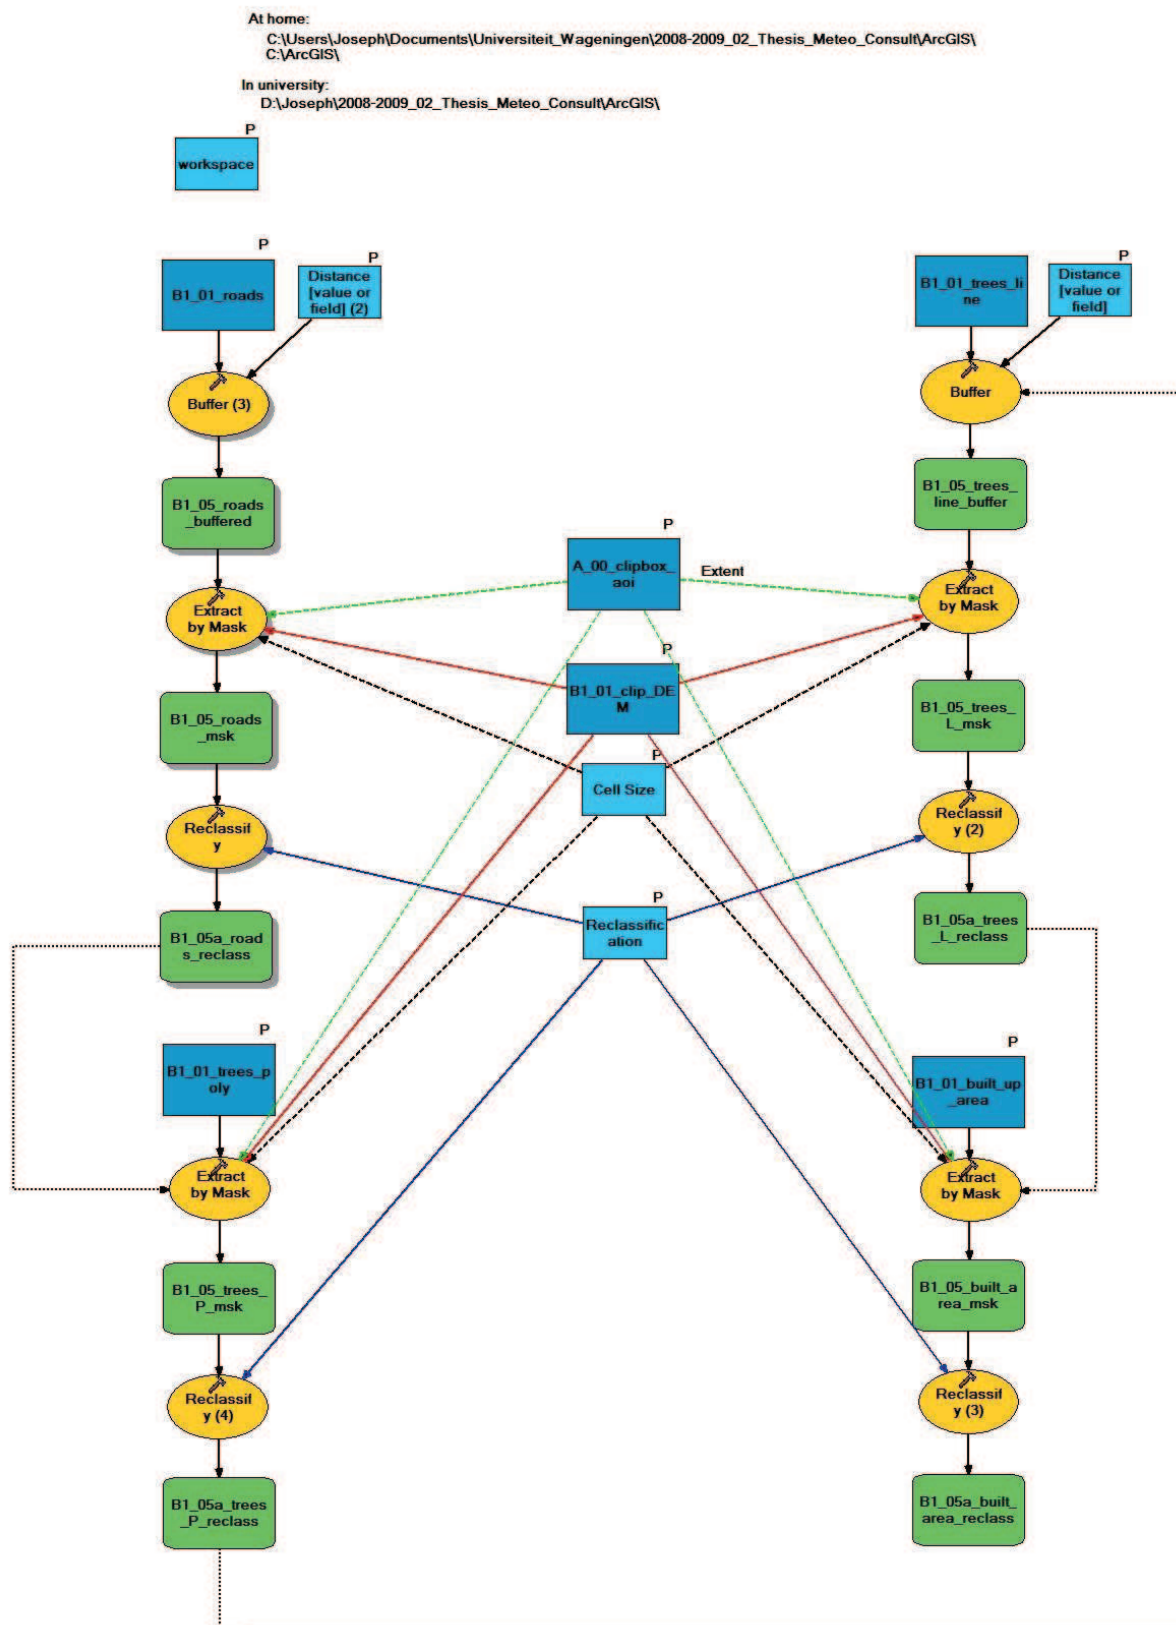 At home:
C:\Users\Joseph\Documents\Universiteit_Wageningen\2008-2009_02_Thesis_Meteo_Consult\ArcGIS\
C:\ArcGIS\
In university:
D:\Joseph\2008-2009_02_Thesis_Meteo_Consult\ArcGIS\
P
workspace
P
B1_01_roads
P
Distance
[value or
field] (2)
Buffer (3)
B1_05_roads
_buffered
Extract
by Mask
B1_05_roads
_msk
Reclassif
y
B1_05a_road
s_reclass
P
B1_01_trees_p
oly
Extract
by Mask
B1_05_trees_
P_msk
Reclassif
y (4)
B1_05a_trees
_P_reclass
P
A_00_clipbox_
aoi
Extent
P
B1_01_clip_DE
M
P
Cell Size
P
Reclassific
ation
B1_01_trees_li
ne
P
Distance
[value or
field]
Buffer
B1_05_trees_
line_buffer
Extract
by Mask
B1_05_trees_
L_msk
Reclassif
y (2)
B1_05a_trees
_L_reclass
P
B1_01_built_up
_area
Extract
by Mask
B1_05_built_a
rea_msk
Reclassif
y (3)
B1_05a_built_
area_reclass